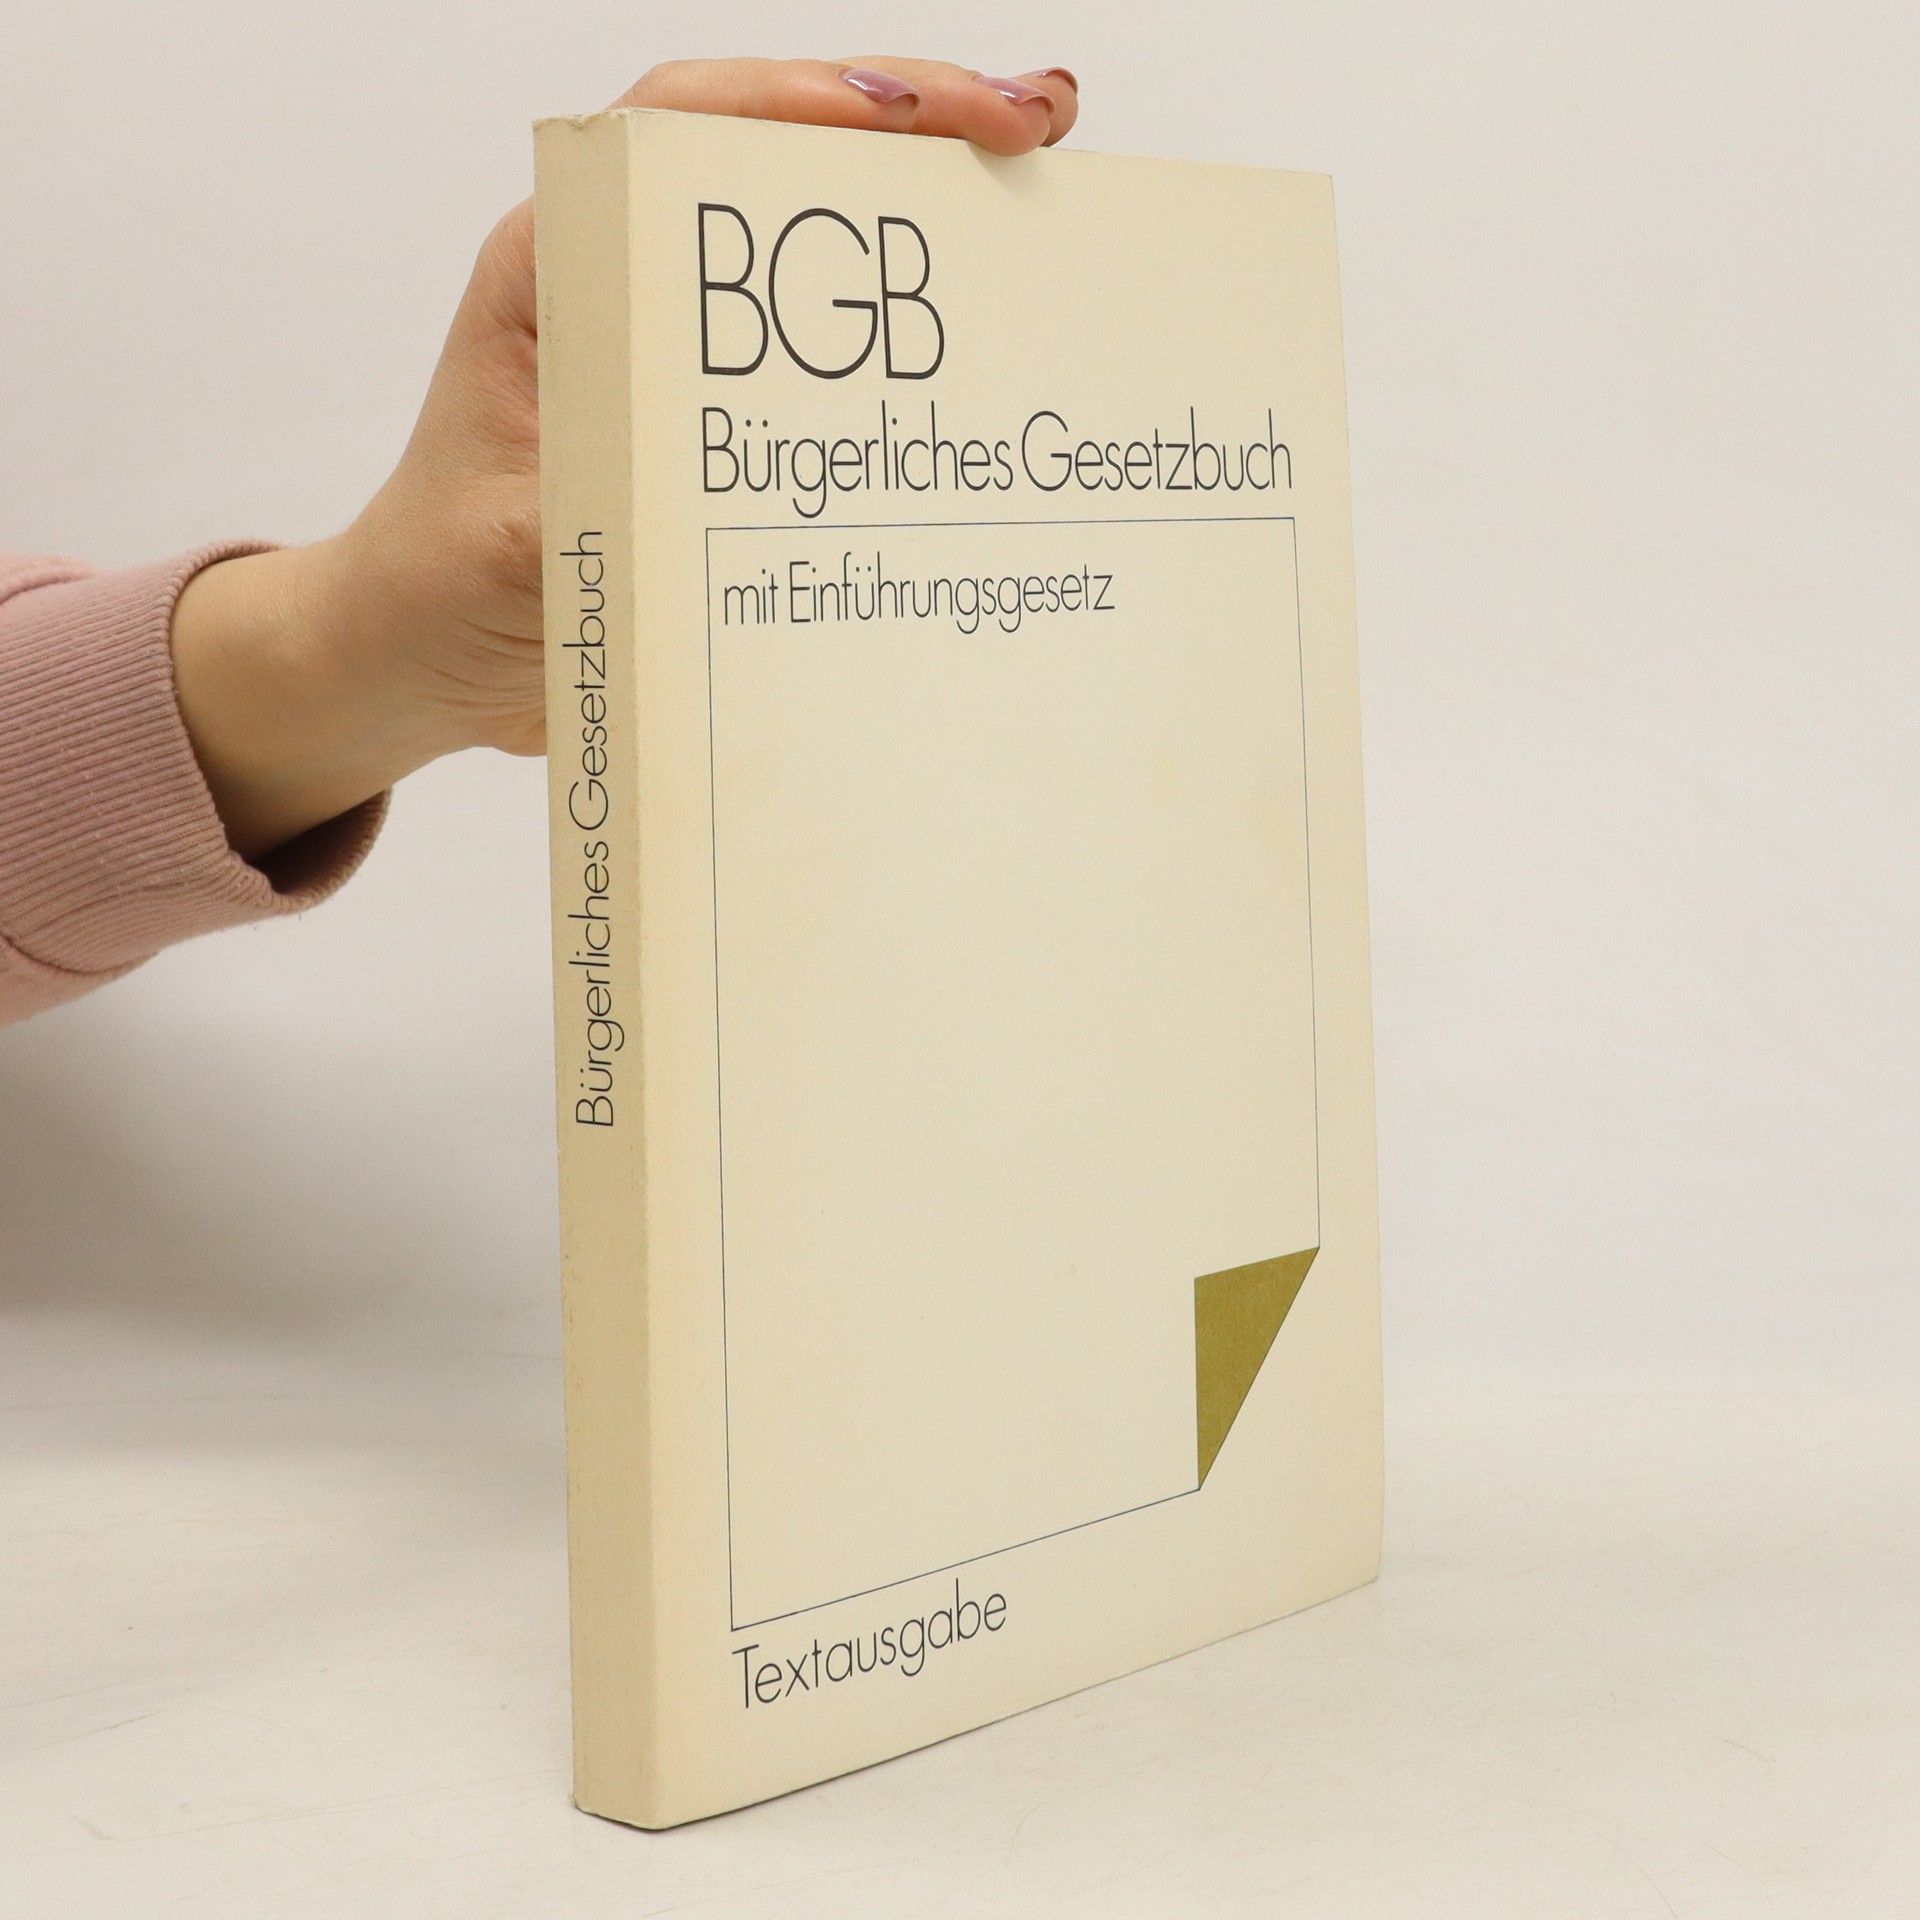 BGB
Bürgerliches Gesetzbuch
mit Einführungsgesetz
Textausgabe
Bürgerliches Gesetzbuch